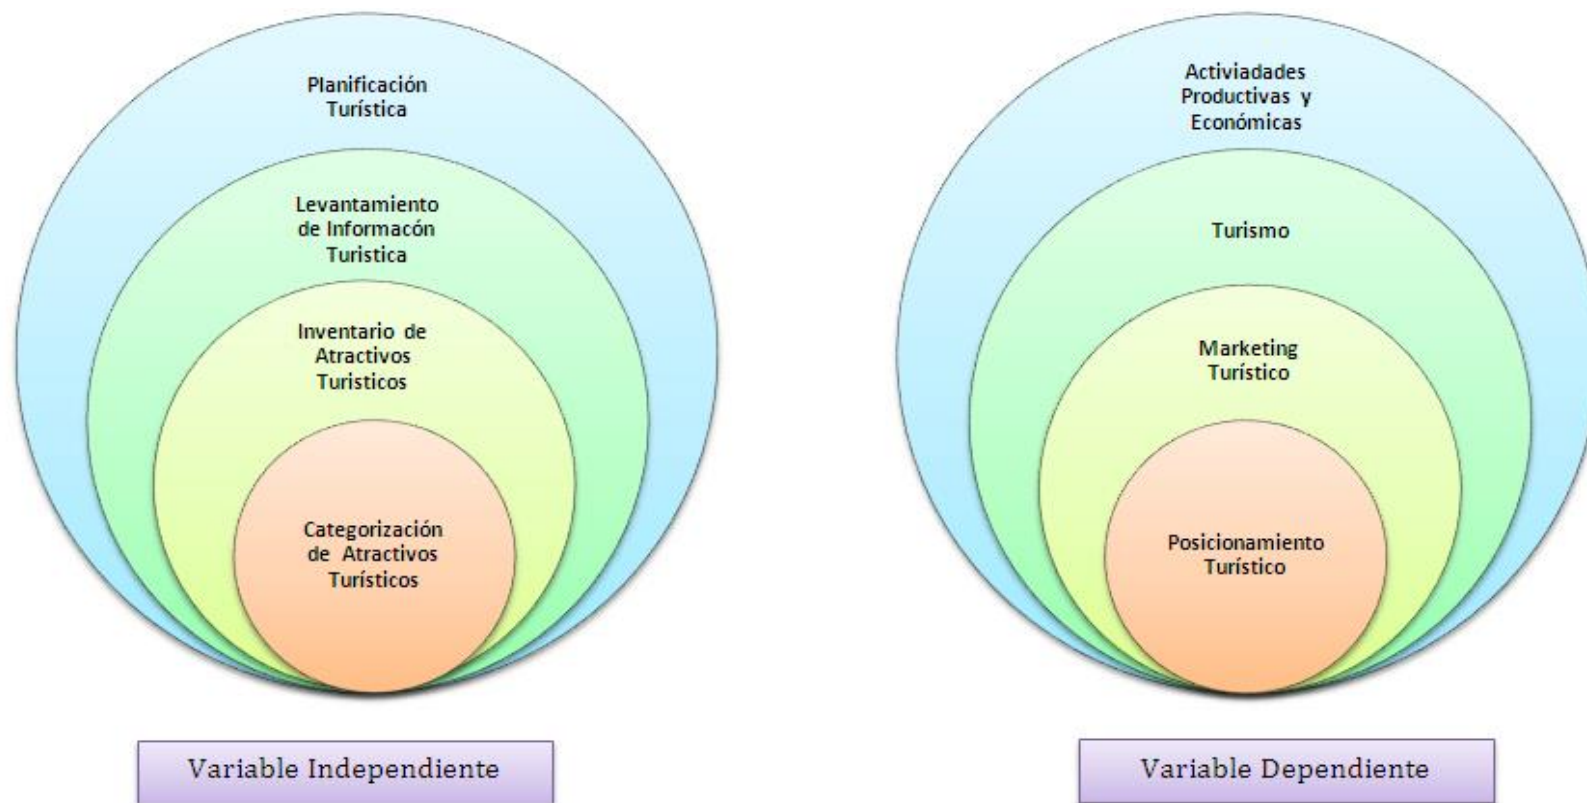 Planificación
Turística
Levantamiento
de Informacón
Turistica
Inventario de
Atractivos
Turisticos
Categorización
de Atractivos
Turísticos
Variable Independiente
Activiadades
Productivas y
Económicas
Turismo
Marketing
Turístico
Posicionamiento
Turístico
Variable Dependiente